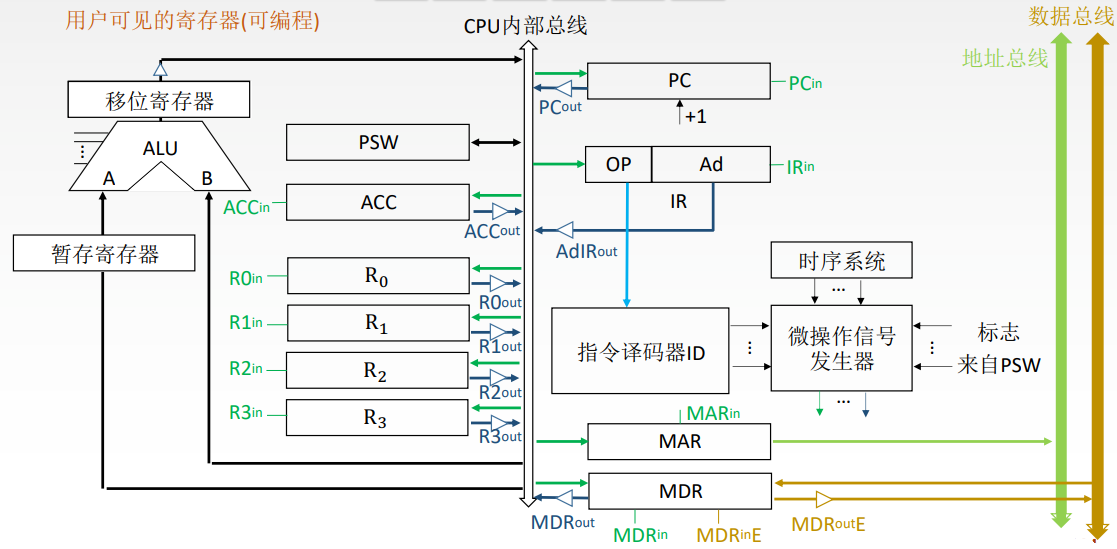 用户可见的寄存器(可编程)
CPU内部总线
数据总线
地址总线
移位寄存器
PC
PCin
PCout
+1
ALU
A
B
PSW
OP
Ad
IRin
IR
ACCin
ACC
ACCout
AdIRout
暂存寄存器
时序系统
...
R0in
R0
R0out
R1in
R1
R1out
指令译码器ID
微操作信号
发生器
标志
来自PSW
...
R2in
R2
R2out
R3in
R3
R3out
MARin
MAR
MDR
MDRout
MDRin
MDRinE
MDRoutE